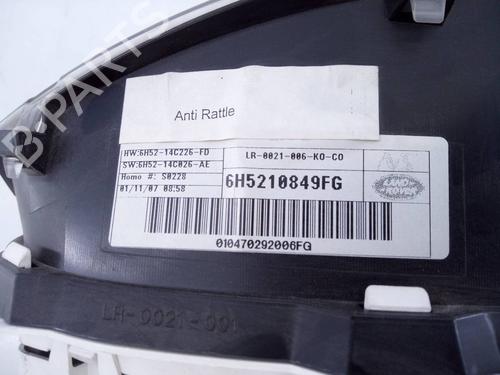 B-PARTS
Anti Rattle
HW:6H52-14C226-FD
SW:6H52-14C026-AE
Homo #: S0228
01/11/07 08:58
LR-0021-006-KO-CO
6H5210849FG
LAND
ROVER
010470292006FG
LR-0021-001